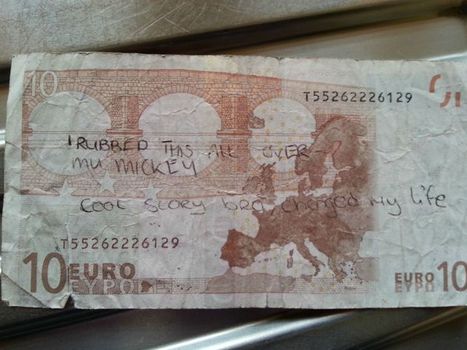 10
T55262226129
I RUBBED THIS ALL OVER
MY MICKEY
Cool story bro, changed my life
T55262226129
10 EURO
ΕΥΡΩ
EURO 10
ΕΥΡΩ